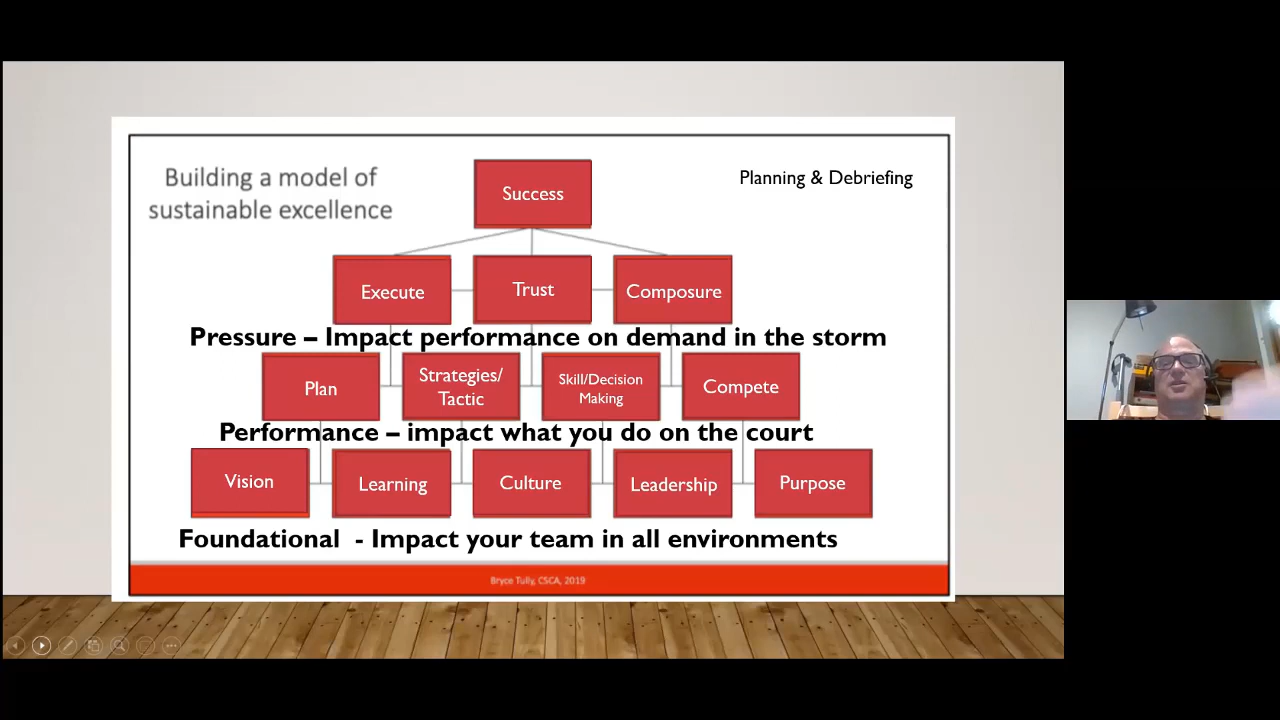 Building a model of
sustainable excellence
Planning & Debriefing
Success
Execute
Trust
Composure
Pressure – Impact performance on demand in the storm
Plan
Strategies/
Tactic
Skill/Decision
Making
Compete
Performance – impact what you do on the court
Vision
Learning
Culture
Leadership
Purpose
Foundational  - Impact your team in all environments
Bryce Tully, CSCA, 2019